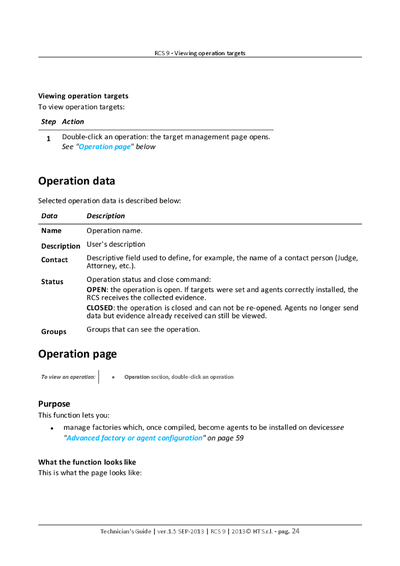 RCS 9 - Viewing operation targets
Viewing operation targets
To view operation targets:
Step Action
1 Double-click an operation: the target management page opens.
See "Operation page" below
Operation data
Selected operation data is described below:
Data Description
Name Operation name.
Description User's description
Contact Descriptive field used to define, for example, the name of a contact person (Judge,
Attorney, etc.).
Status Operation status and close command:
OPEN: the operation is open. If targets were set and agents correctly installed, the
RCS receives the collected evidence.
CLOSED: the operation is closed and can not be re-opened. Agents no longer send
data but evidence already received can still be viewed.
Groups Groups that can see the operation.
Operation page
To view an operation: • Operation section, double-click an operation
Purpose
This function lets you:
• manage factories which, once compiled, become agents to be installed on devicessee
"Advanced factory or agent configuration" on page 59
What the function looks like
This is what the page looks like:
Technician's Guide | ver.1.5 SEP-2013 | RCS 9 | 2013© HT S.r.l. - pag. 24